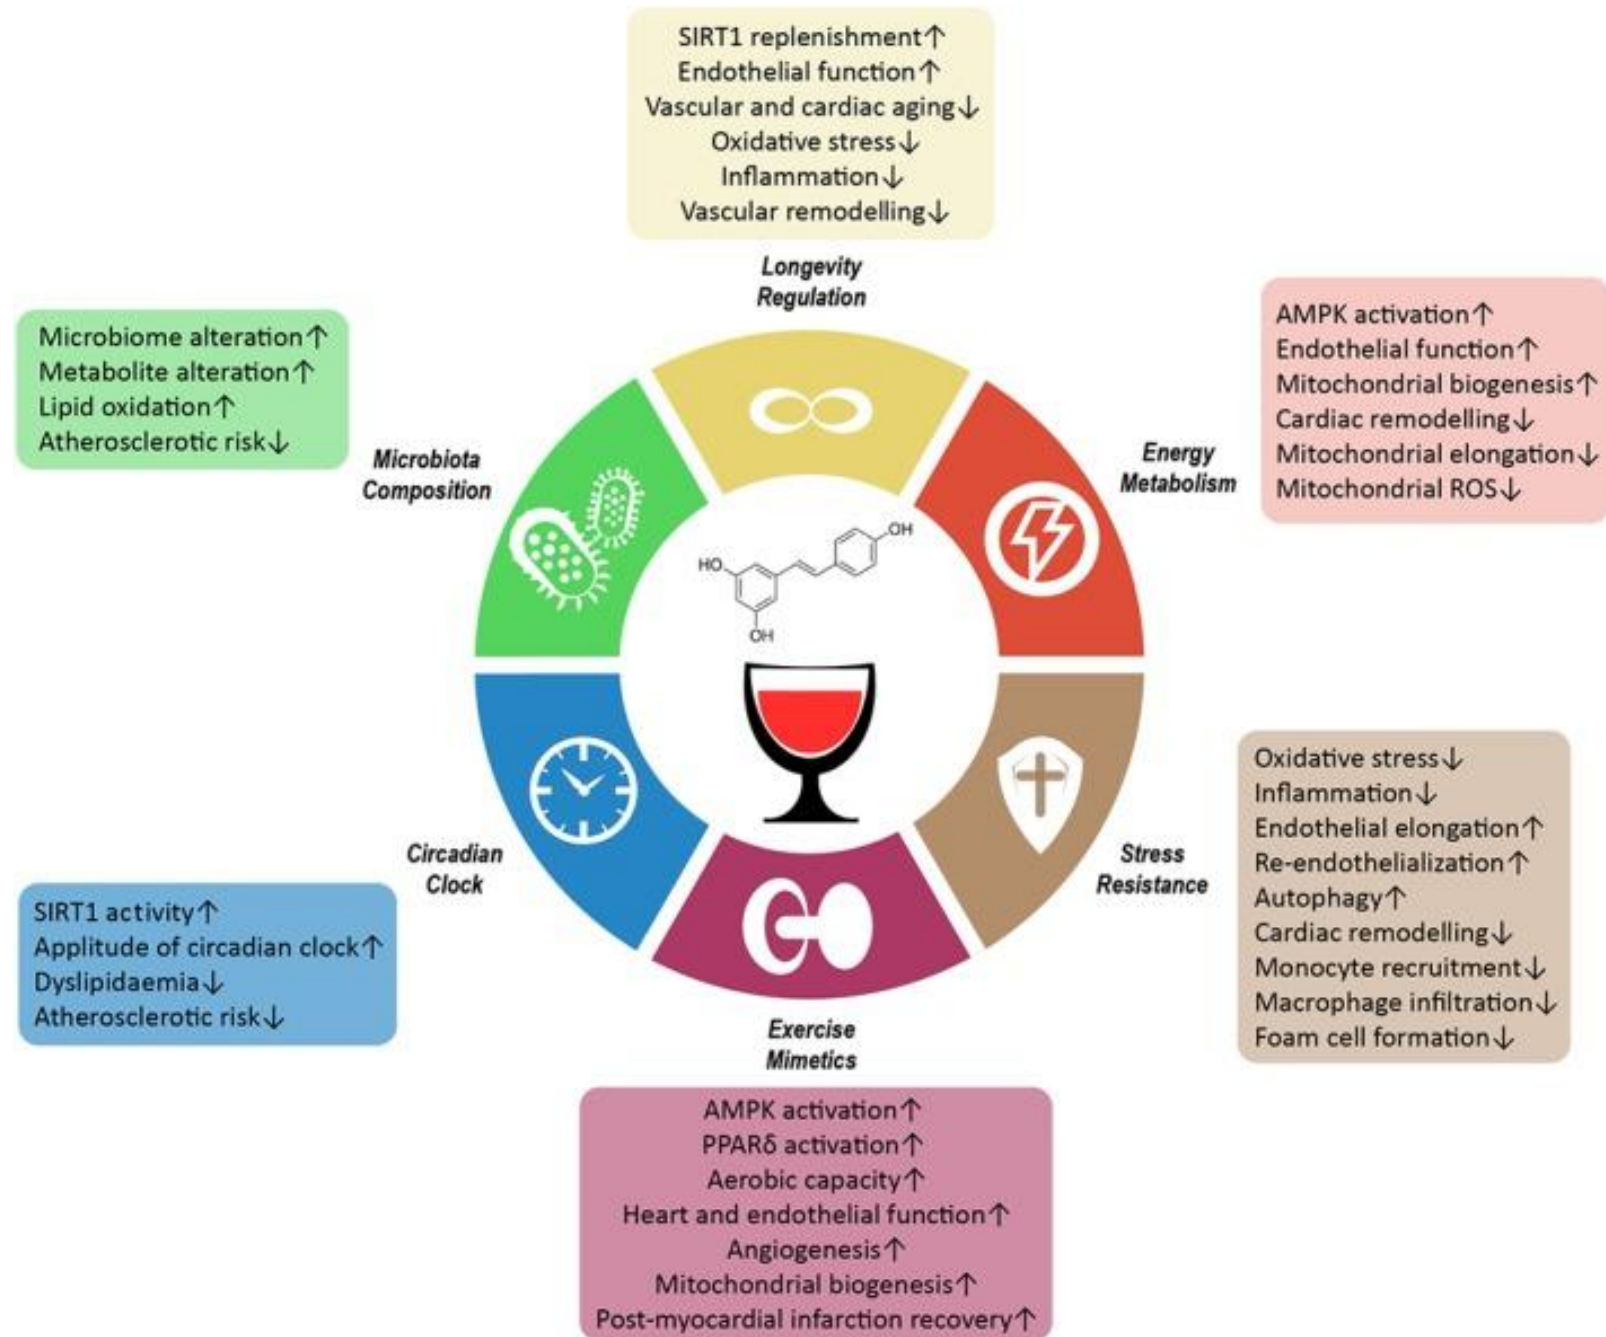 SIRT1 replenishment↑
Endothelial function↑
Vascular and cardiac aging↓
Oxidative stress↓
Inflammation↓
Vascular remodelling↓
Longevity
Regulation
AMPK activation↑
Endothelial function↑
Mitochondrial biogenesis↑
Cardiac remodelling↓
Mitochondrial elongation↓
Mitochondrial ROS↓
Energy
Metabolism
Microbiome alteration↑
Metabolite alteration↑
Lipid oxidation↑
Atherosclerotic risk↓
Microbiota
Composition
OH
HO
OH
Oxidative stress↓
Inflammation↓
Endothelial elongation↑
Re-endothelialization↑
Autophagy↑
Cardiac remodelling↓
Monocyte recruitment↓
Macrophage infiltration↓
Foam cell formation↓
Stress
Resistance
Circadian
Clock
SIRT1 activity↑
Applitude of circadian clock↑
Dyslipidaemia↓
Atherosclerotic risk↓
Exercise
Mimetics
AMPK activation↑
PPARδ activation↑
Aerobic capacity↑
Heart and endothelial function↑
Angiogenesis↑
Mitochondrial biogenesis↑
Post-myocardial infarction recovery↑